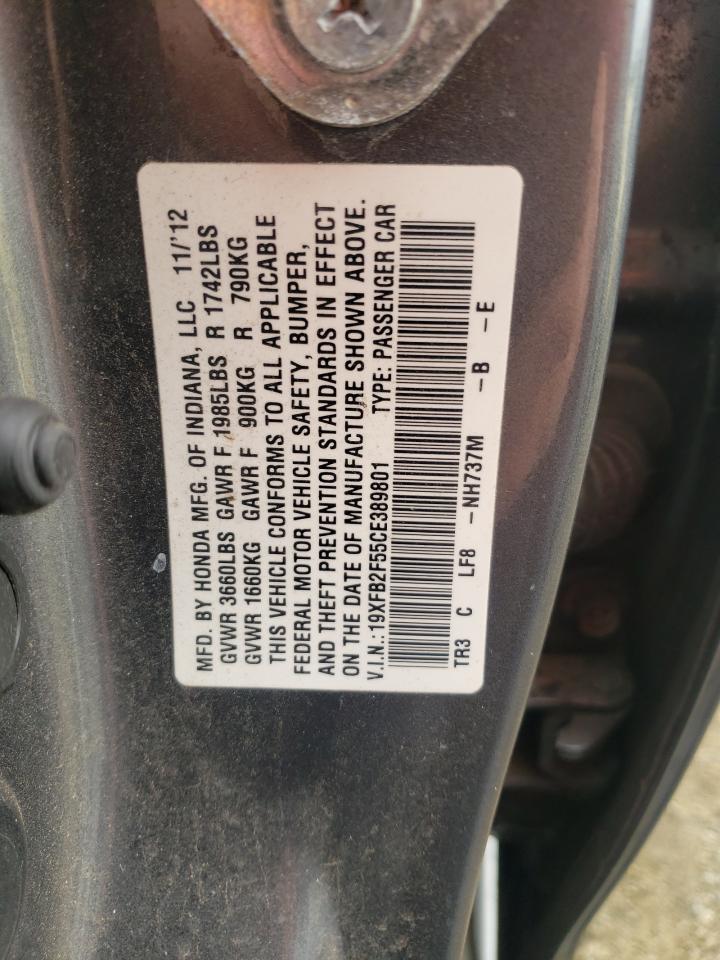 MFD. BY HONDA MFG. OF INDIANA, LLC 11/'12
GVWR 3660LBS GAWR F 1985LBS R 1742LBS
GVWR 1660KG GAWR F 900KG R 790KG
THIS VEHICLE CONFORMS TO ALL APPLICABLE
FEDERAL MOTOR VEHICLE SAFETY, BUMPER,
AND THEFT PREVENTION STANDARDS IN EFFECT
ON THE DATE OF MANUFACTURE SHOWN ABOVE.
V.I.N.: 19XFB2F55CE389801 TYPE: PASSENGER CAR
TR3 C LF8 -NH737M -B -E